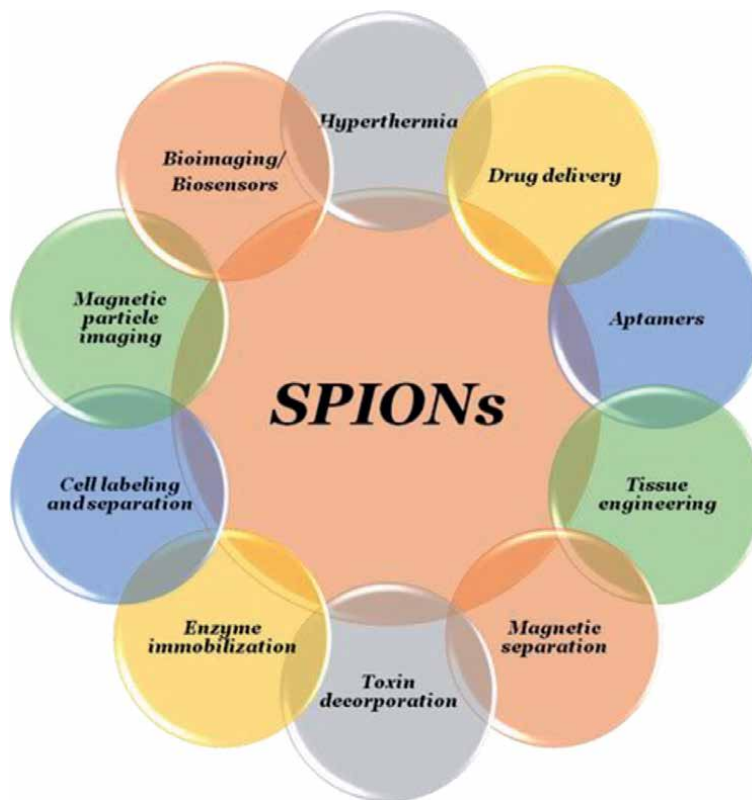 Hyperthermia
Drug delivery
Aptamers
Tissue
engineering
Magnetic
separation
Toxin
decorporation
Enzyme
immobilization
Cell labeling
and separation
Magnetic
particle
imaging
Bioimaging/
Biosensors
SPIONs